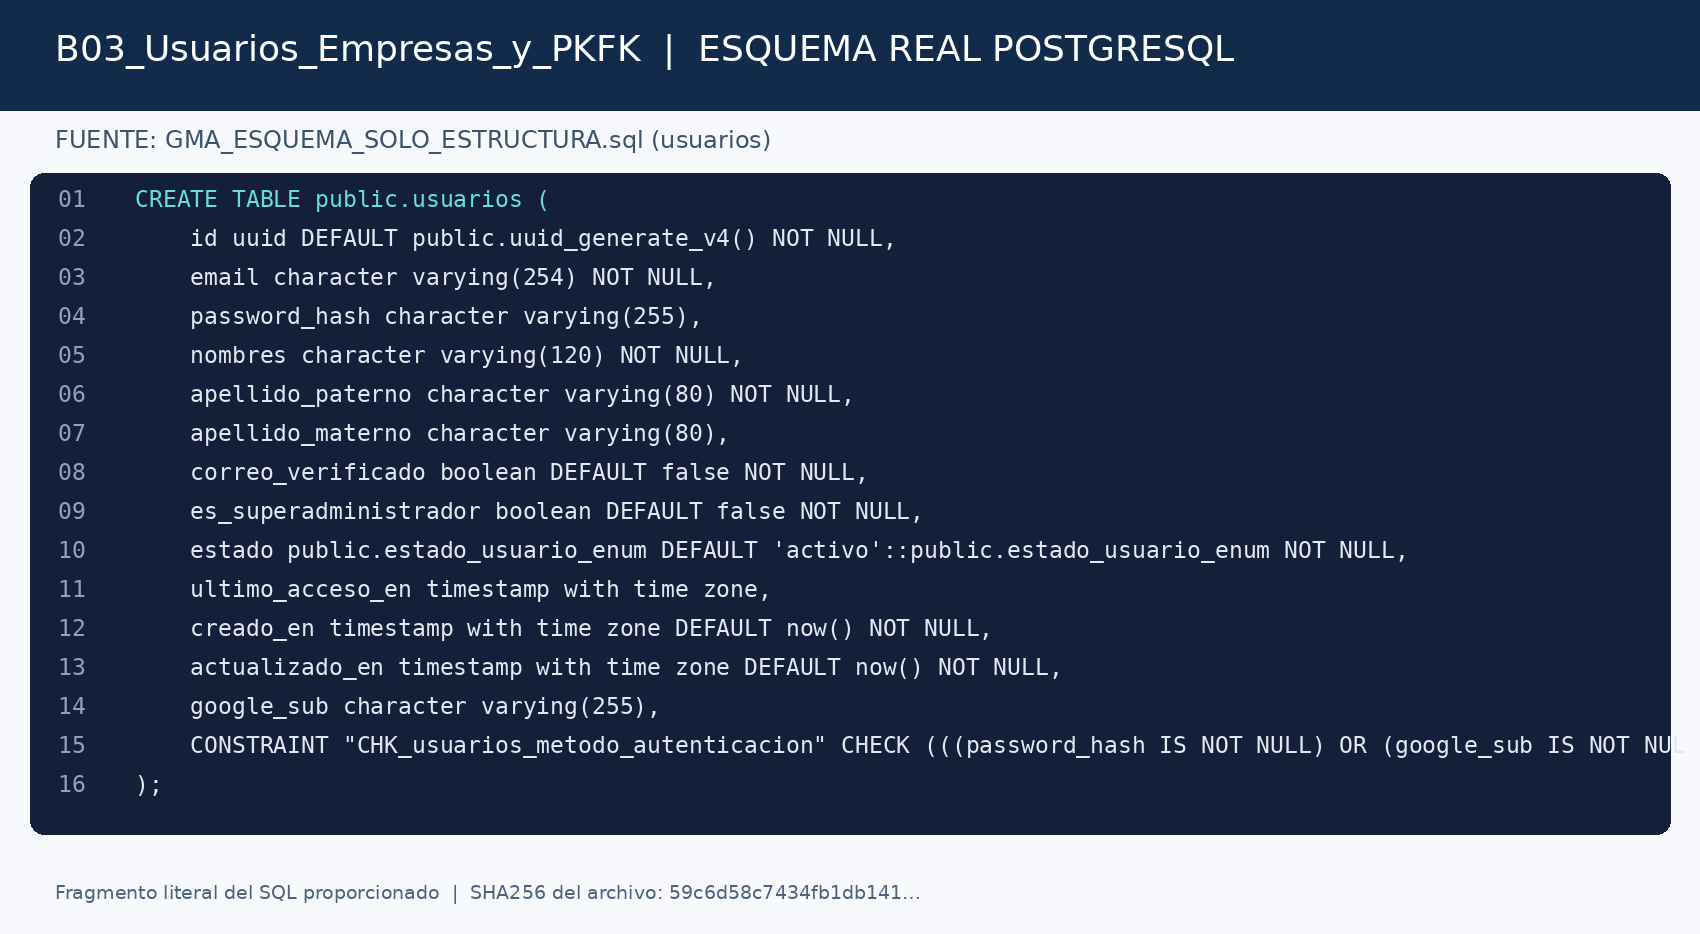 B03_Usuarios_Empresas_y_PKFK | ESQUEMA REAL POSTGRESQL
FUENTE: GMA_ESQUEMA_SOLO_ESTRUCTURA.sql (usuarios)
01 CREATE TABLE public.usuarios (
02 id uuid DEFAULT public.uuid_generate_v4() NOT NULL,
03 email character varying(254) NOT NULL,
04 password_hash character varying(255),
05 nombres character varying(120) NOT NULL,
06 apellido_paterno character varying(80) NOT NULL,
07 apellido_materno character varying(80),
08 correo_verificado boolean DEFAULT false NOT NULL,
09 es_superadministrador boolean DEFAULT false NOT NULL,
10 estado public.estado_usuario_enum DEFAULT 'activo'::public.estado_usuario_enum NOT NULL,
11 ultimo_acceso_en timestamp with time zone,
12 creado_en timestamp with time zone DEFAULT now() NOT NULL,
13 actualizado_en timestamp with time zone DEFAULT now() NOT NULL,
14 google_sub character varying(255),
15 CONSTRAINT "CHK_usuarios_metodo_autenticacion" CHECK (((password_hash IS NOT NULL) OR (google_sub IS NOT NUL
16 );
Fragmento literal del SQL proporcionado | SHA256 del archivo: 59c6d58c7434fb1db141...